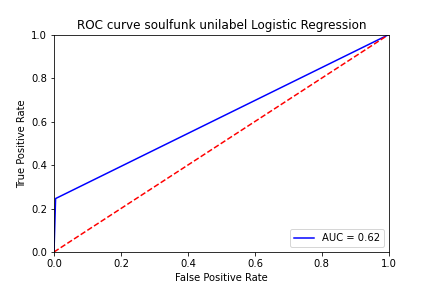 ROC curve soulfunk unilabel Logistic Regression
1.0
0.8
0.6
0.4
0.2
0.0
True Positive Rate
AUC = 0.62
0.0 0.2 0.4 0.6 0.8 1.0
False Positive Rate